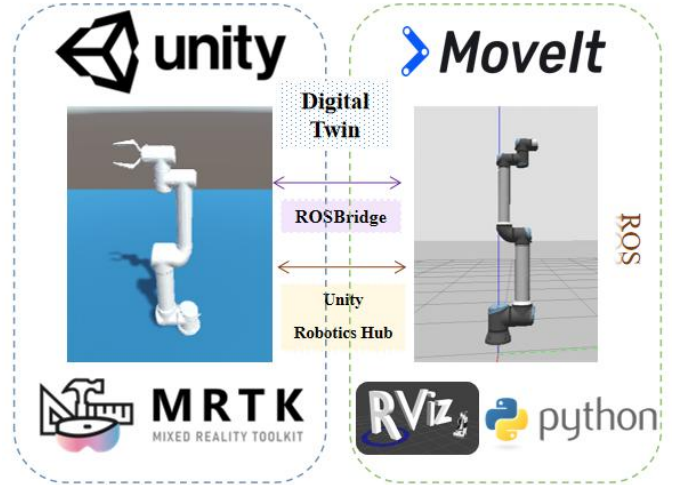 unity
MoveIt
Digital
Twin
ROSBridge
ROS
Unity
Robotics Hub
MRTK
MIXED REALITY TOOLKIT
RViz
python